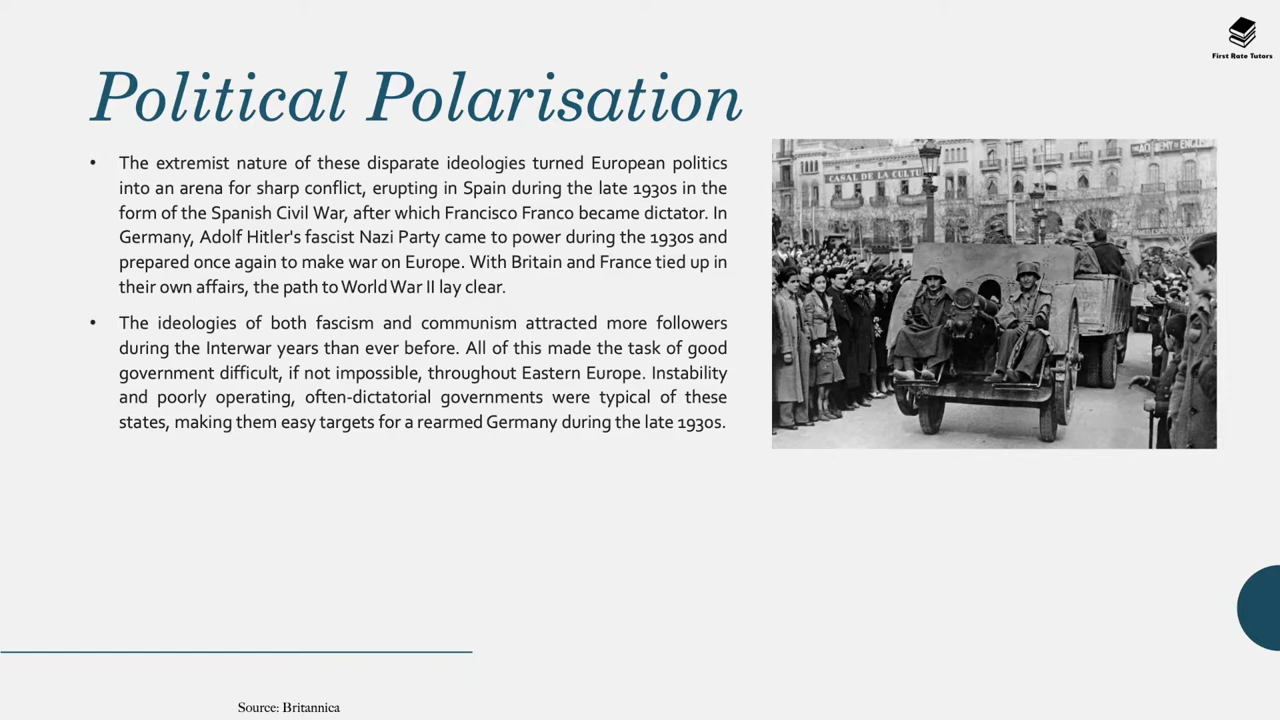 First Rate Tutors
Political Polarisation
• The extremist nature of these disparate ideologies turned European politics
into an arena for sharp conflict, erupting in Spain during the late 1930s in the
form of the Spanish Civil War, after which Francisco Franco became dictator. In
Germany, Adolf Hitler's fascist Nazi Party came to power during the 1930s and
prepared once again to make war on Europe. With Britain and France tied up in
their own affairs, the path to World War II lay clear.
• The ideologies of both fascism and communism attracted more followers
during the Interwar years than ever before. All of this made the task of good
government difficult, if not impossible, throughout Eastern Europe. Instability
and poorly operating, often-dictatorial governments were typical of these
states, making them easy targets for a rearmed Germany during the late 1930s.
CASAL DE LA CULTU
Source: Britannica